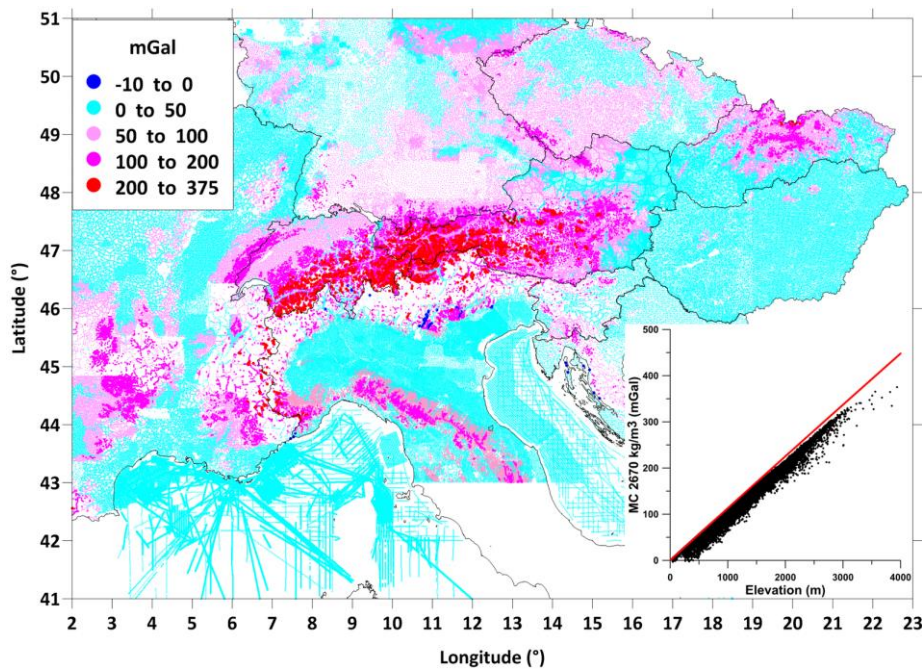 51
50
49
48
47
46
45
44
43
42
41
Latitude (°)
mGal
-10 to 0
0 to 50
50 to 100
100 to 200
200 to 375
500
400
300
200
100
0
MC 2670 kg/m3 (mGal)
0 1000 2000 3000 4000
Elevation (m)
2 3 4 5 6 7 8 9 10 11 12 13 14 15 16 17 18 19 20 21 22 23
Longitude (°)